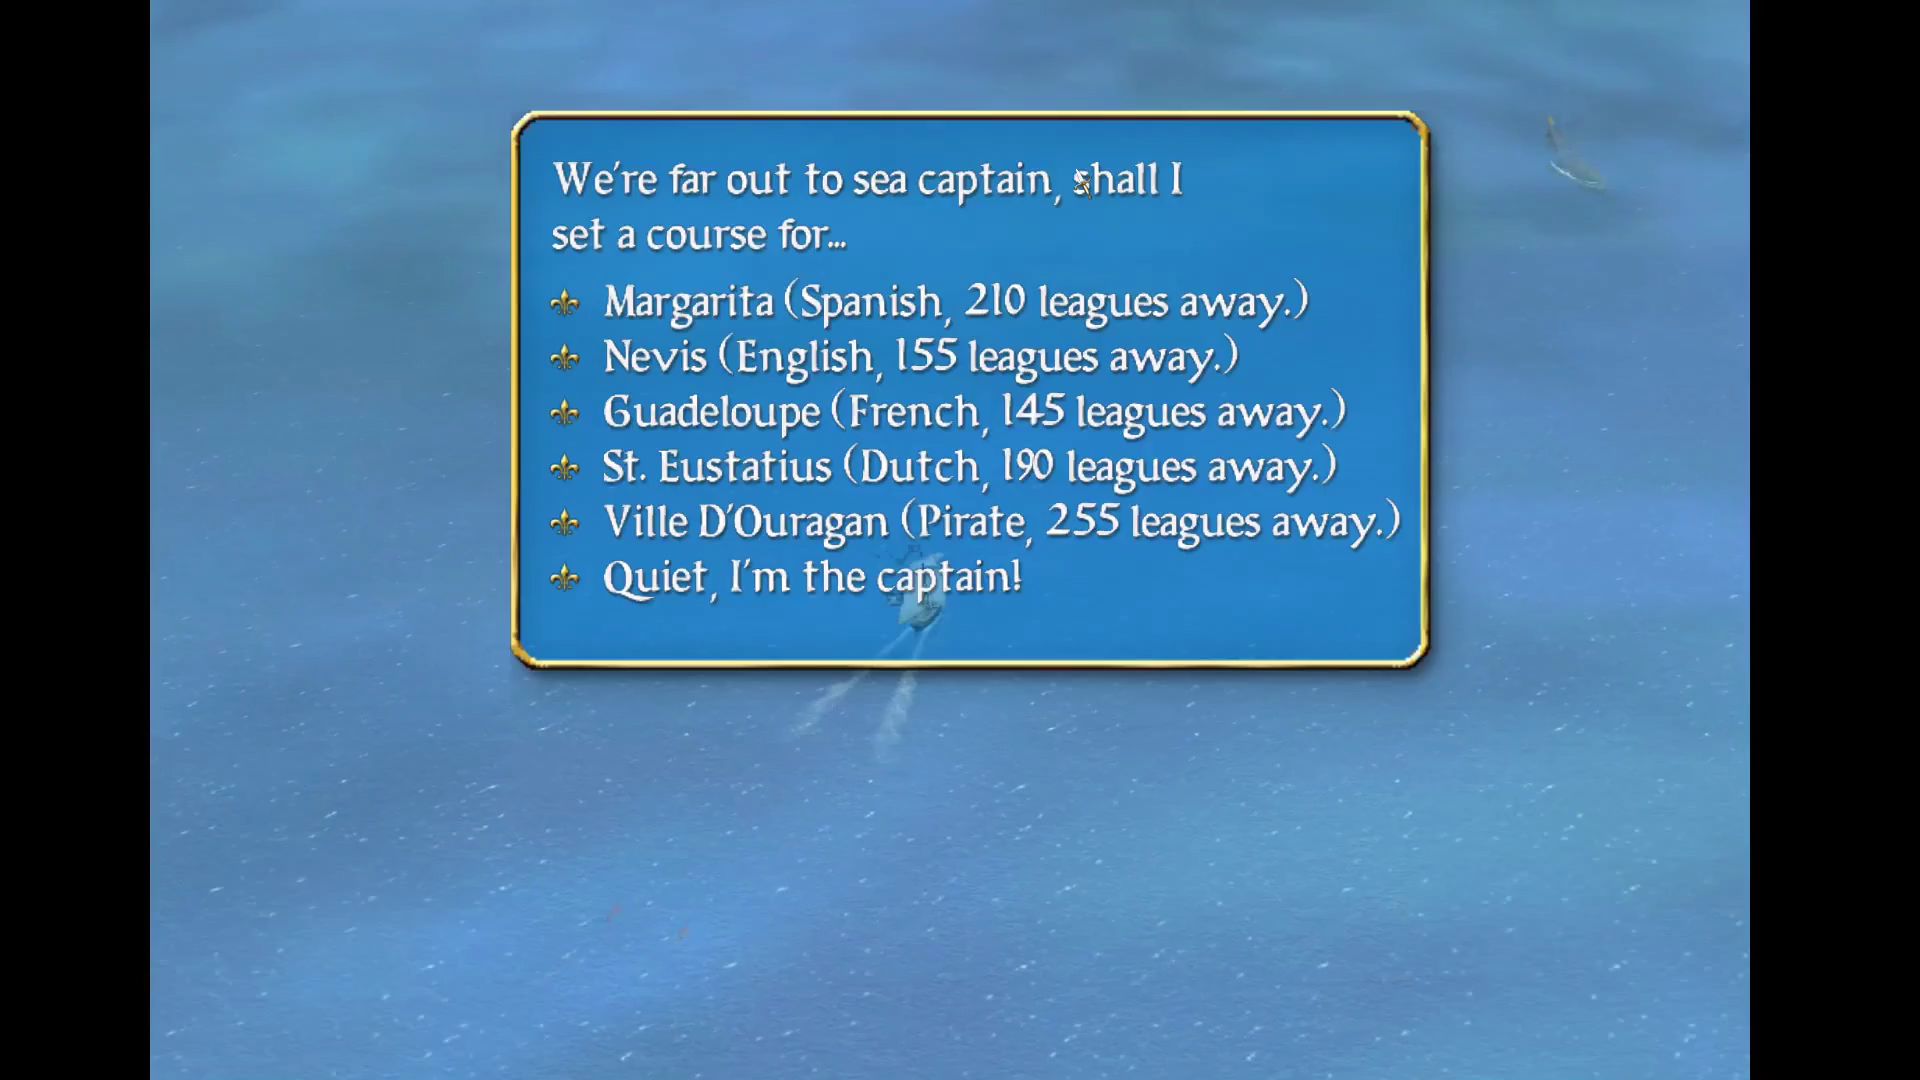 We're far out to sea captain, shall I
set a course for...
Margarita (Spanish, 210 leagues away.)
Nevis (English, 155 leagues away.)
Guadeloupe (French, 145 leagues away.)
St. Eustatius (Dutch, 190 leagues away.)
Ville D'Ouragan (Pirate, 255 leagues away.)
Quiet, I'm the captain!